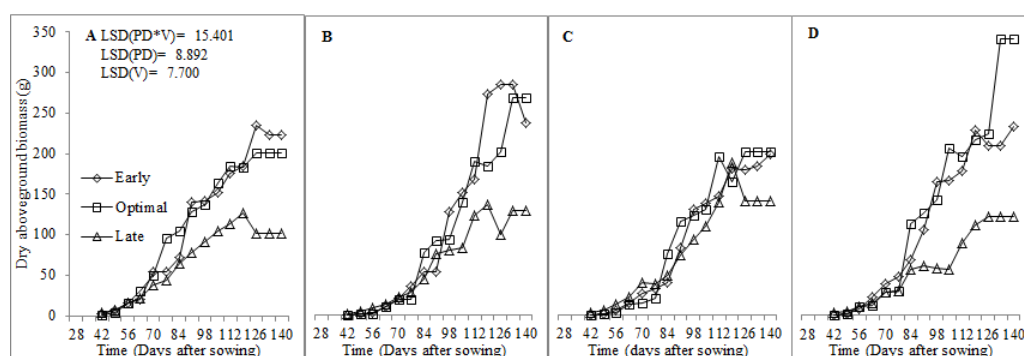 A LSD(PD*V)= 15.401
LSD(PD)= 8.892
LSD(V)= 7.700
B
C
D
Dry aboveground biomass (g)
350
300
250
200
150
100
50
0
Early
Optimal
Late
28 42 56 70 84 98 112 126 140
28 42 56 70 84 98 112 126 140
28 42 56 70 84 98 112 126 140
28 42 56 70 84 98 112 126 140
Time (Days after sowing)
Time (Days after sowing)
Time (days after sowing)
Time (Days after sowing)